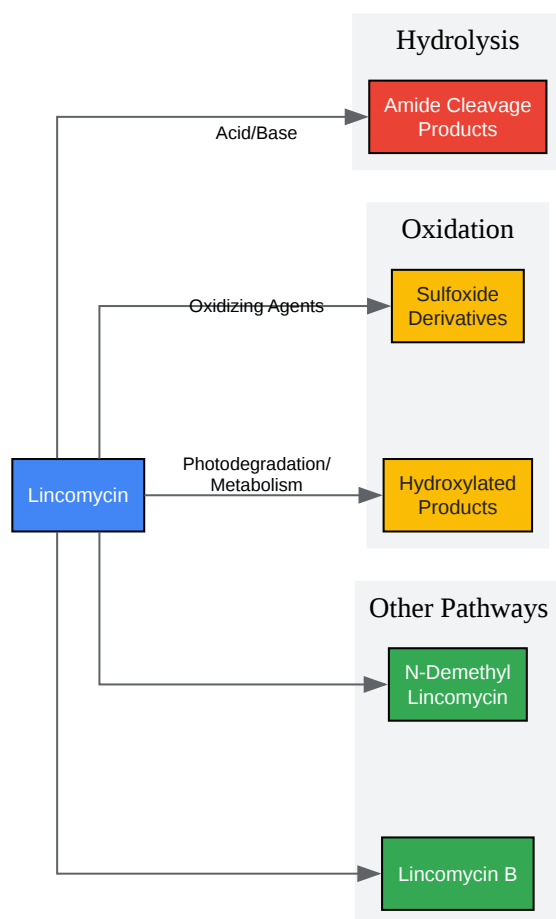 Hydrolysis
Amide Cleavage
Products
Acid/Base
Oxidation
Sulfoxide
Derivatives
Oxidizing Agents
Photodegradation/
Metabolism
Lincomycin
Hydroxylated
Products
Other Pathways
N-Demethyl
Lincomycin
Lincomycin B